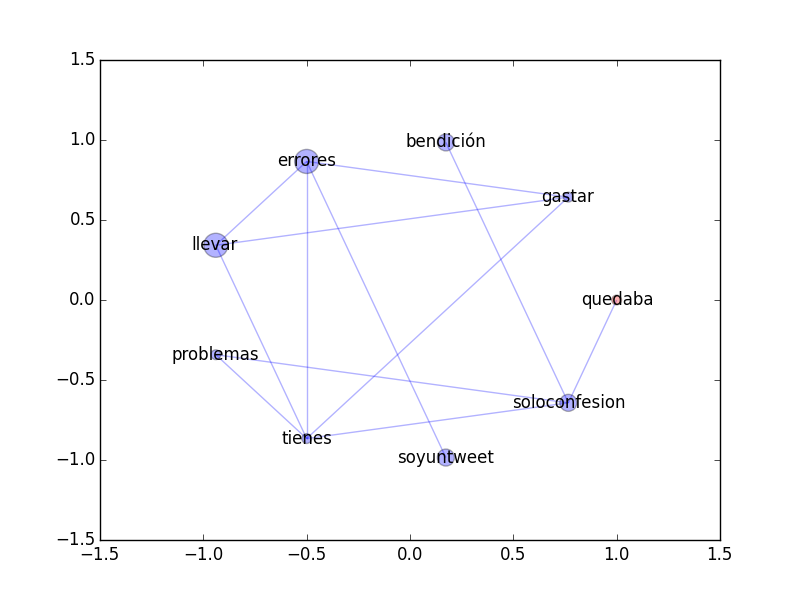 1.5
bendición
errores
1.0
gastar
0.5
llevar
quedaba
0.0
problemas
soloconfesion
−0.5
tienes
soyuntweet
−1.0
−1.5
−1.5 −1.0 −0.5 0.0 0.5 1.0 1.5